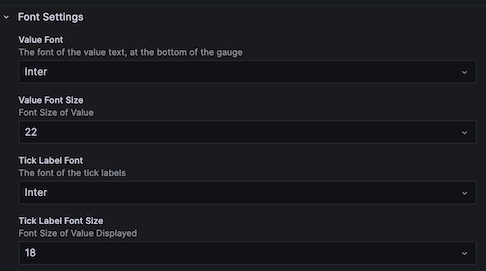 Font Settings
Value Font
The font of the value text, at the bottom of the gauge
Inter
Value Font Size
Font Size of Value
22
Tick Label Font
The font of the tick labels
Inter
Tick Label Font Size
Font Size of Value Displayed
18